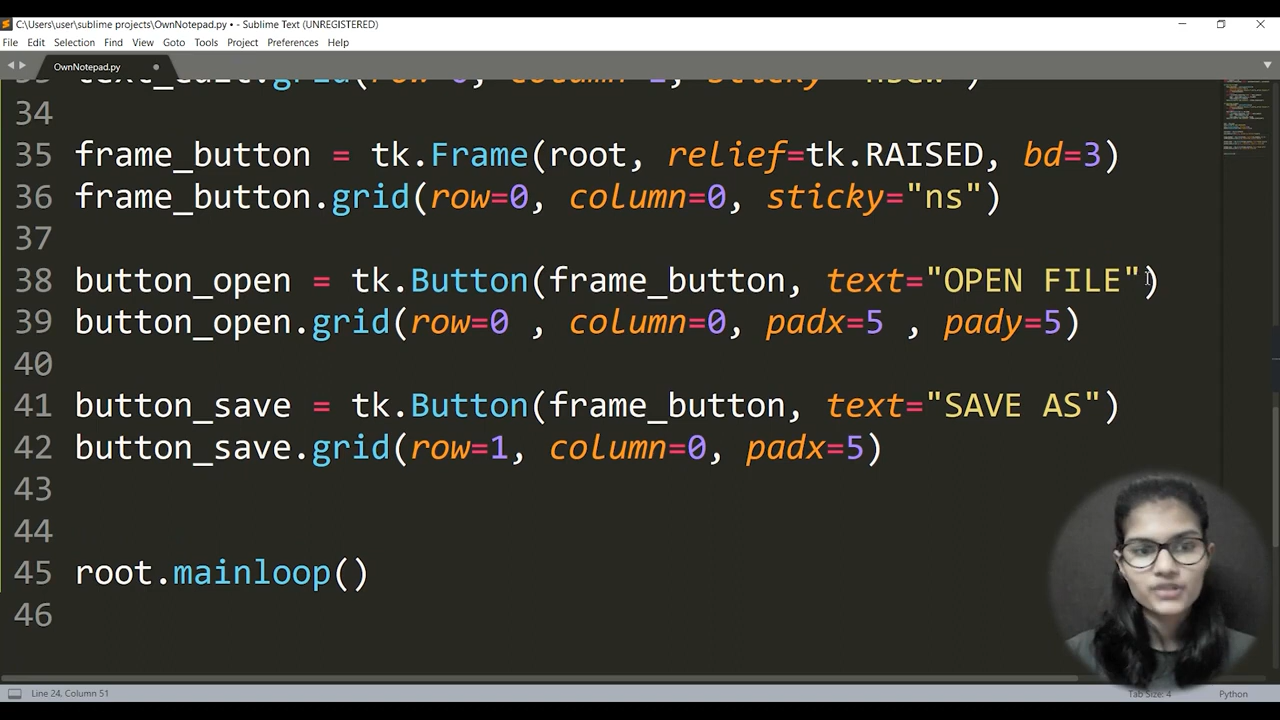 C:\Users\user\sublime projects\OwnNotepad.py • - Sublime Text (UNREGISTERED)
File Edit Selection Find View Goto Tools Project Preferences Help
OwnNotepad.py
34
35 frame_button = tk.Frame(root, relief=tk.RAISED, bd=3)
36 frame_button.grid(row=0, column=0, sticky="ns")
37
38 button_open = tk.Button(frame_button, text="OPEN FILE")
39 button_open.grid(row=0 , column=0, padx=5 , pady=5)
40
41 button_save = tk.Button(frame_button, text="SAVE AS")
42 button_save.grid(row=1, column=0, padx=5)
43
44
45 root.mainloop()
46
Line 24, Column 51
Tab Size: 4
Python